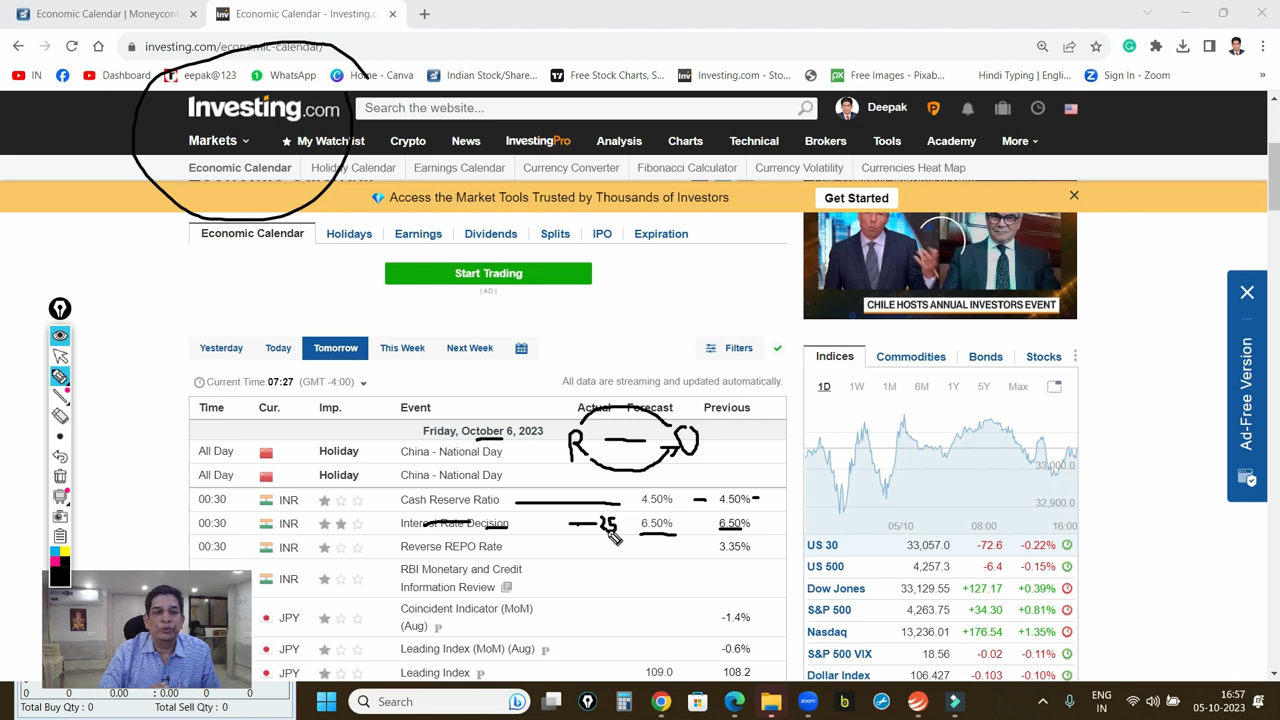 Economic Calendar | Moneycont
Economic Calendar - Investing.c
investing.com/economic-calendar/
IN
Dashboard
eepak@123
WhatsApp
Home - Canva
Indian Stock/Share...
Free Stock Charts, S...
Investing.com - Sto...
Free Images - Pixab...
Hindi Typing | Engli...
Sign In - Zoom
Investing.com
Search the website...
Deepak
Markets
My Watchlist
Crypto
News
InvestingPro
Analysis
Charts
Technical
Brokers
Tools
Academy
More
Economic Calendar
Holiday Calendar
Earnings Calendar
Currency Converter
Fibonacci Calculator
Currency Volatility
Currencies Heat Map
Access the Market Tools Trusted by Thousands of Investors
Get Started
Economic Calendar
Holidays
Earnings
Dividends
Splits
IPO
Expiration
Start Trading
| AD |
CHILE HOSTS ANNUAL INVESTORS EVENT
Ad-Free Version
Yesterday
Today
Tomorrow
This Week
Next Week
Filters
Current Time: 07:27 (GMT -4:00)
All data are streaming and updated automatically.
Time Cur. Imp. Event Actual Forecast Previous
Friday, October 6, 2023
R
All Day Holiday China - National Day
All Day Holiday China - National Day
00:30 INR Cash Reserve Ratio 4.50% 4.50%
00:30 INR Interest Rate Decision 25 6.50% 6.50%
00:30 INR Reverse REPO Rate 3.35%
INR RBI Monetary and Credit
Information Review
JPY Coincident Indicator (MoM)
(Aug) P -1.4%
JPY Leading Index (MoM) (Aug) P -0.6%
JPY Leading Index P 109.0 108.2
Indices
Commodities
Bonds
Stocks
1D 1W 1M 6M 1Y 5Y Max
33,000.0
32,900.0
05/10 08:00 16:00
US 30 33,057.0 -72.6 -0.22%
US 500 4,257.3 -6.4 -0.15%
Dow Jones 33,129.55 +127.17 +0.39%
S&P 500 4,263.75 +34.30 +0.81%
Nasdaq 13,236.01 +176.54 +1.35%
S&P 500 VIX 18.56 -0.02 -0.11%
Dollar Index 106.427 -0.103 -0.10%
0 0 0.00 : 0.00 0 0
Total Buy Qty : 0 Total Sell Qty : 0
Search
ENG
IN
16:57
05-10-2023